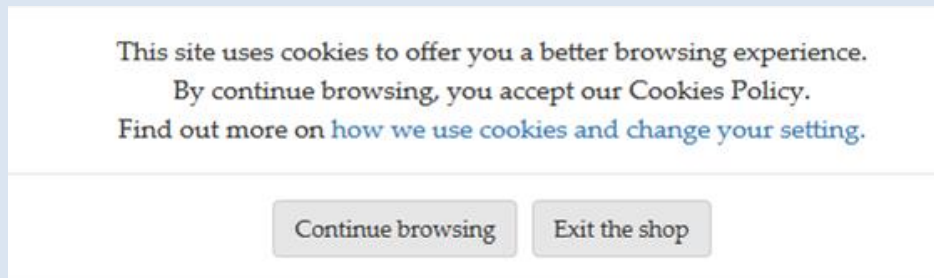 This site uses cookies to offer you a better browsing experience.
By continue browsing, you accept our Cookies Policy.
Find out more on how we use cookies and change your setting.
Continue browsing
Exit the shop